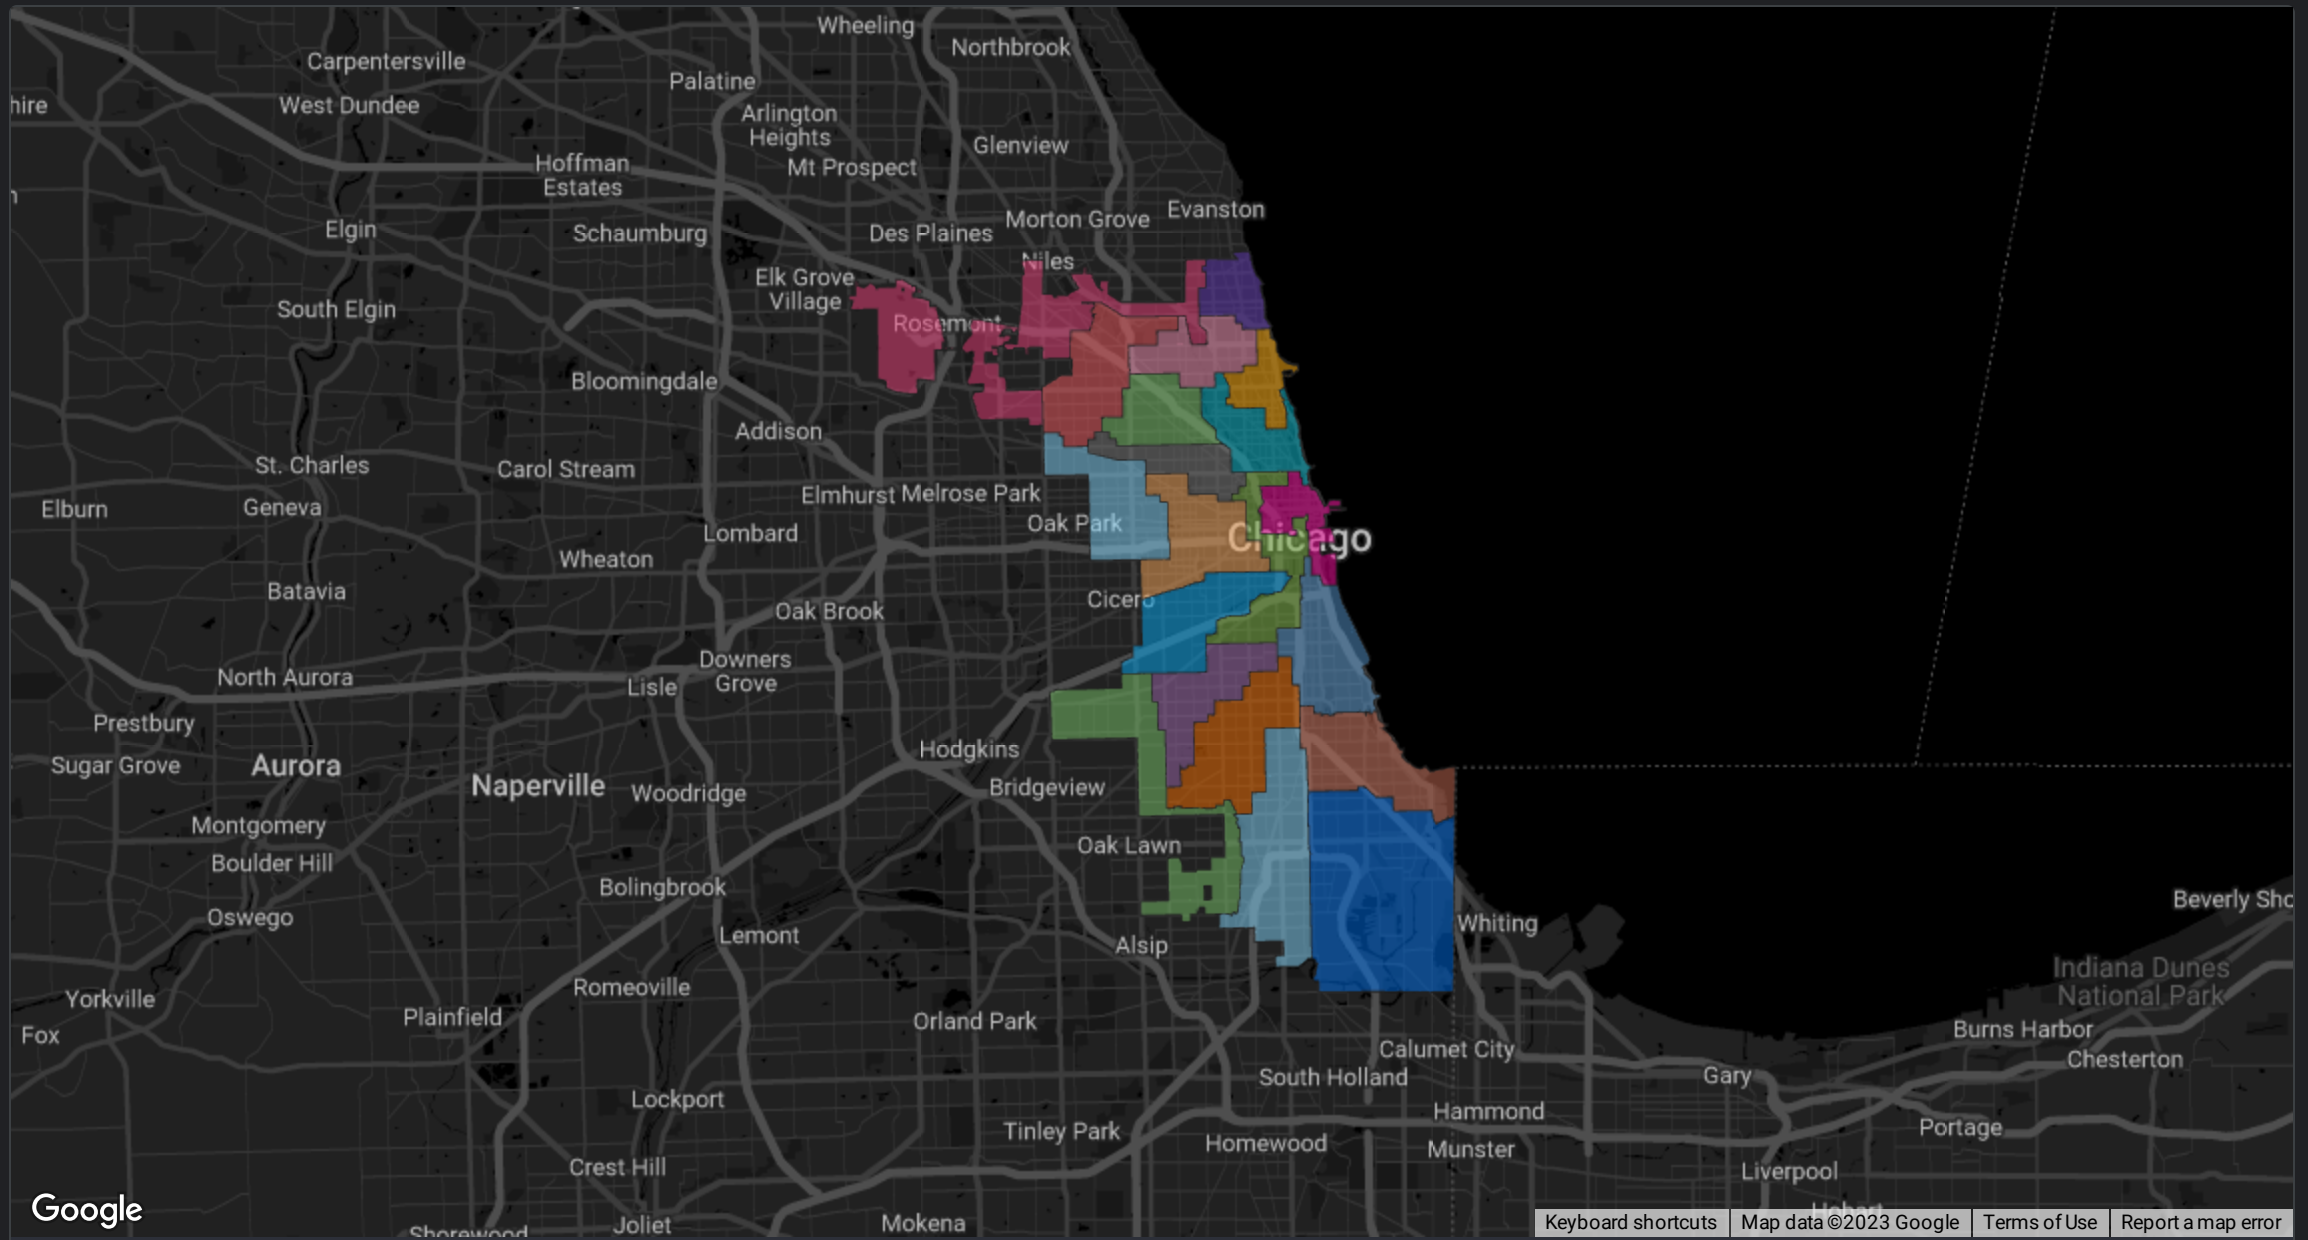 Wheeling
Northbrook
Carpentersville
Palatine
West Dundee
hire
Arlington
Heights
Glenview
Hoffman
Estates
Mt Prospect
Evanston
Morton Grove
Elgin
Schaumburg
Des Plaines
Niles
Elk Grove
Village
South Elgin
Rosemont
Bloomingdale
Addison
St. Charles
Carol Stream
Elmhurst
Melrose Park
Elburn
Geneva
Oak Park
Lombard
Chicago
Wheaton
Batavia
Cicero
Oak Brook
Downers
Grove
North Aurora
Lisle
Prestbury
Hodgkins
Sugar Grove
Aurora
Naperville
Woodridge
Bridgeview
Montgomery
Oak Lawn
Boulder Hill
Bolingbrook
Beverly Sho
Oswego
Whiting
Lemont
Alsip
Indiana Dunes
National Park
Romeoville
Yorkville
Plainfield
Orland Park
Burns Harbor
Fox
Calumet City
Chesterton
South Holland
Gary
Lockport
Hammond
Tinley Park
Homewood
Munster
Portage
Crest Hill
Liverpool
Hobart
Google
Shorewood
Joliet
Mokena
Keyboard shortcuts
Map data ©2023 Google
Terms of Use
Report a map error